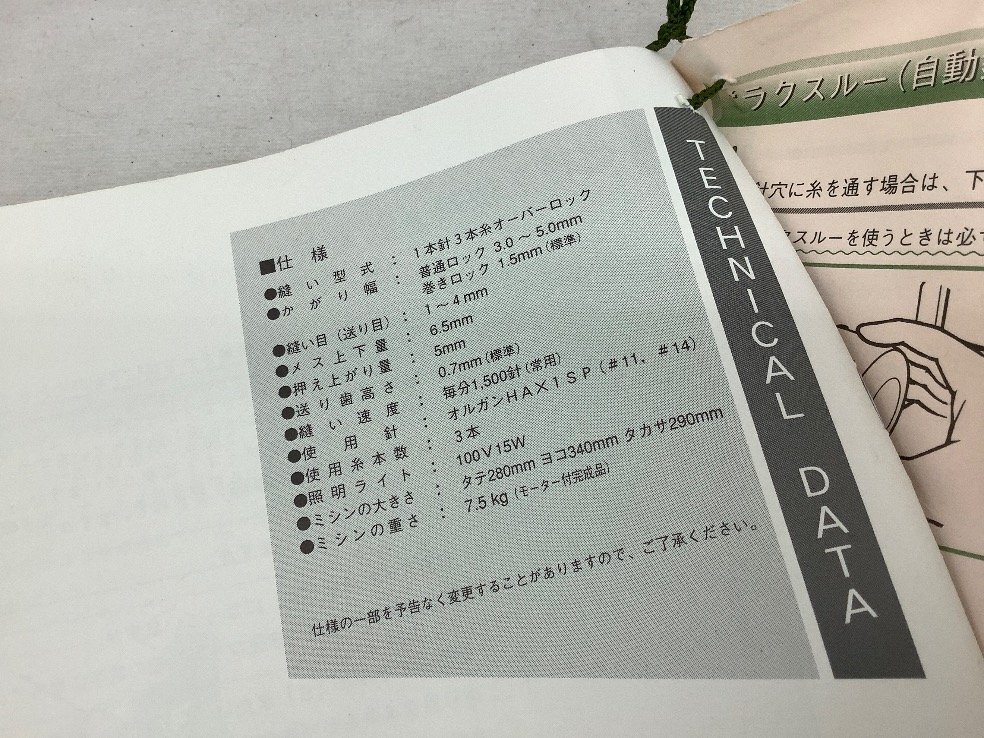 ■仕様
●縫い型式：1本針3本糸オーバーロック
●かがり幅：普通ロック 3.0～5.0mm
巻きロック 1.5mm(標準)
●縫い目(送り目)：1～4mm
●メス上下量：6.5mm
●押え上がり量：5mm
●送り歯高さ：0.7mm(標準)
●縫い速度：毎分1,500針(常用)
●使用針：オルガンHA×1SP(#11、#14)
●使用糸本数：3本
●照明ライト：100V15W
●ミシンの大きさ：タテ280mm ヨコ340mm タカサ290mm
●ミシンの重さ：7.5kg(モーター付完成品)
仕様の一部を予告なく変更することがありますので、ご了承ください。
TECHNICAL DATA
ラクスルー(自動
針穴に糸を通す場合は、下
クスルーを使うときは必ず